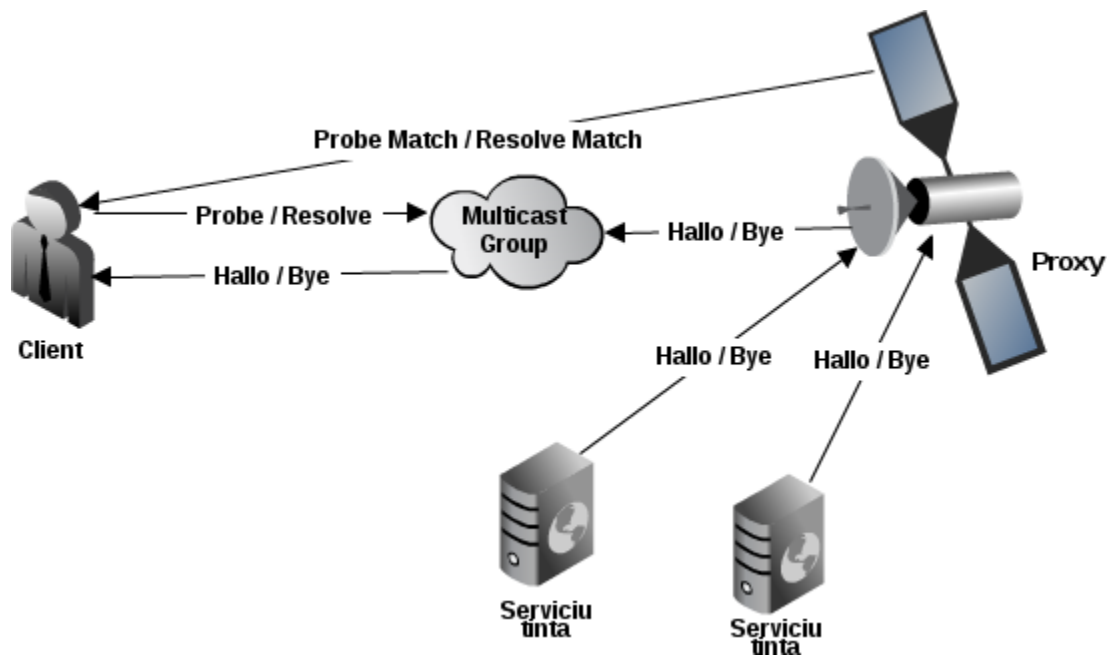 Probe Match / Resolve Match
Probe / Resolve
Multicast
Group
Hallo / Bye
Proxy
Hallo / Bye
Client
Hallo / Bye
Hallo / Bye
Serviciu
tinta
Serviciu
tinta